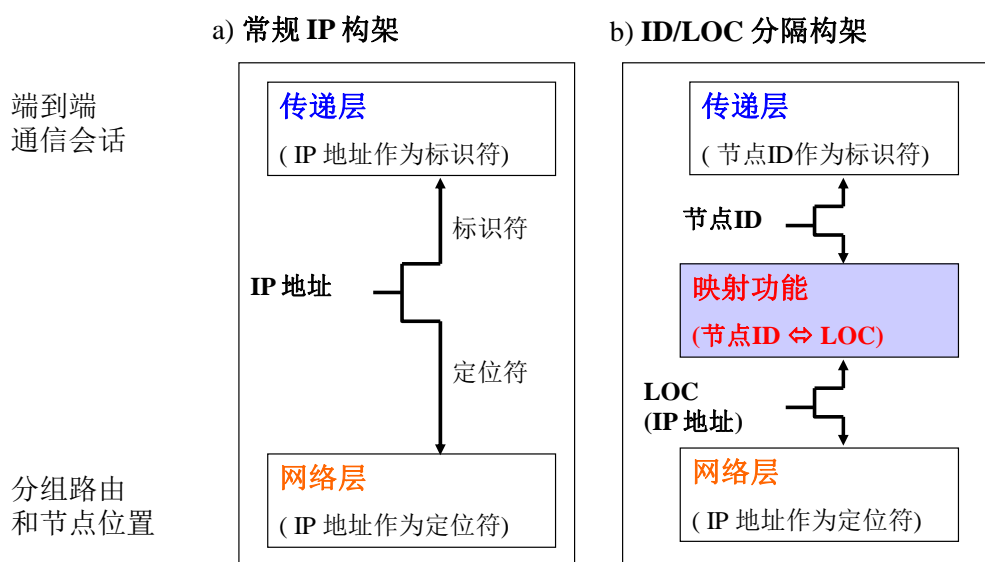 a) 常规 IP 构架
b) ID/LOC 分隔构架
端到端
通信会话
传递层
( IP 地址作为标识符)
标识符
IP 地址
定位符
网络层
( IP 地址作为定位符)
分组路由
和节点位置
传递层
( 节点ID作为标识符)
节点ID
映射功能
(节点ID ⇔ LOC)
LOC
(IP 地址)
网络层
( IP 地址作为定位符)